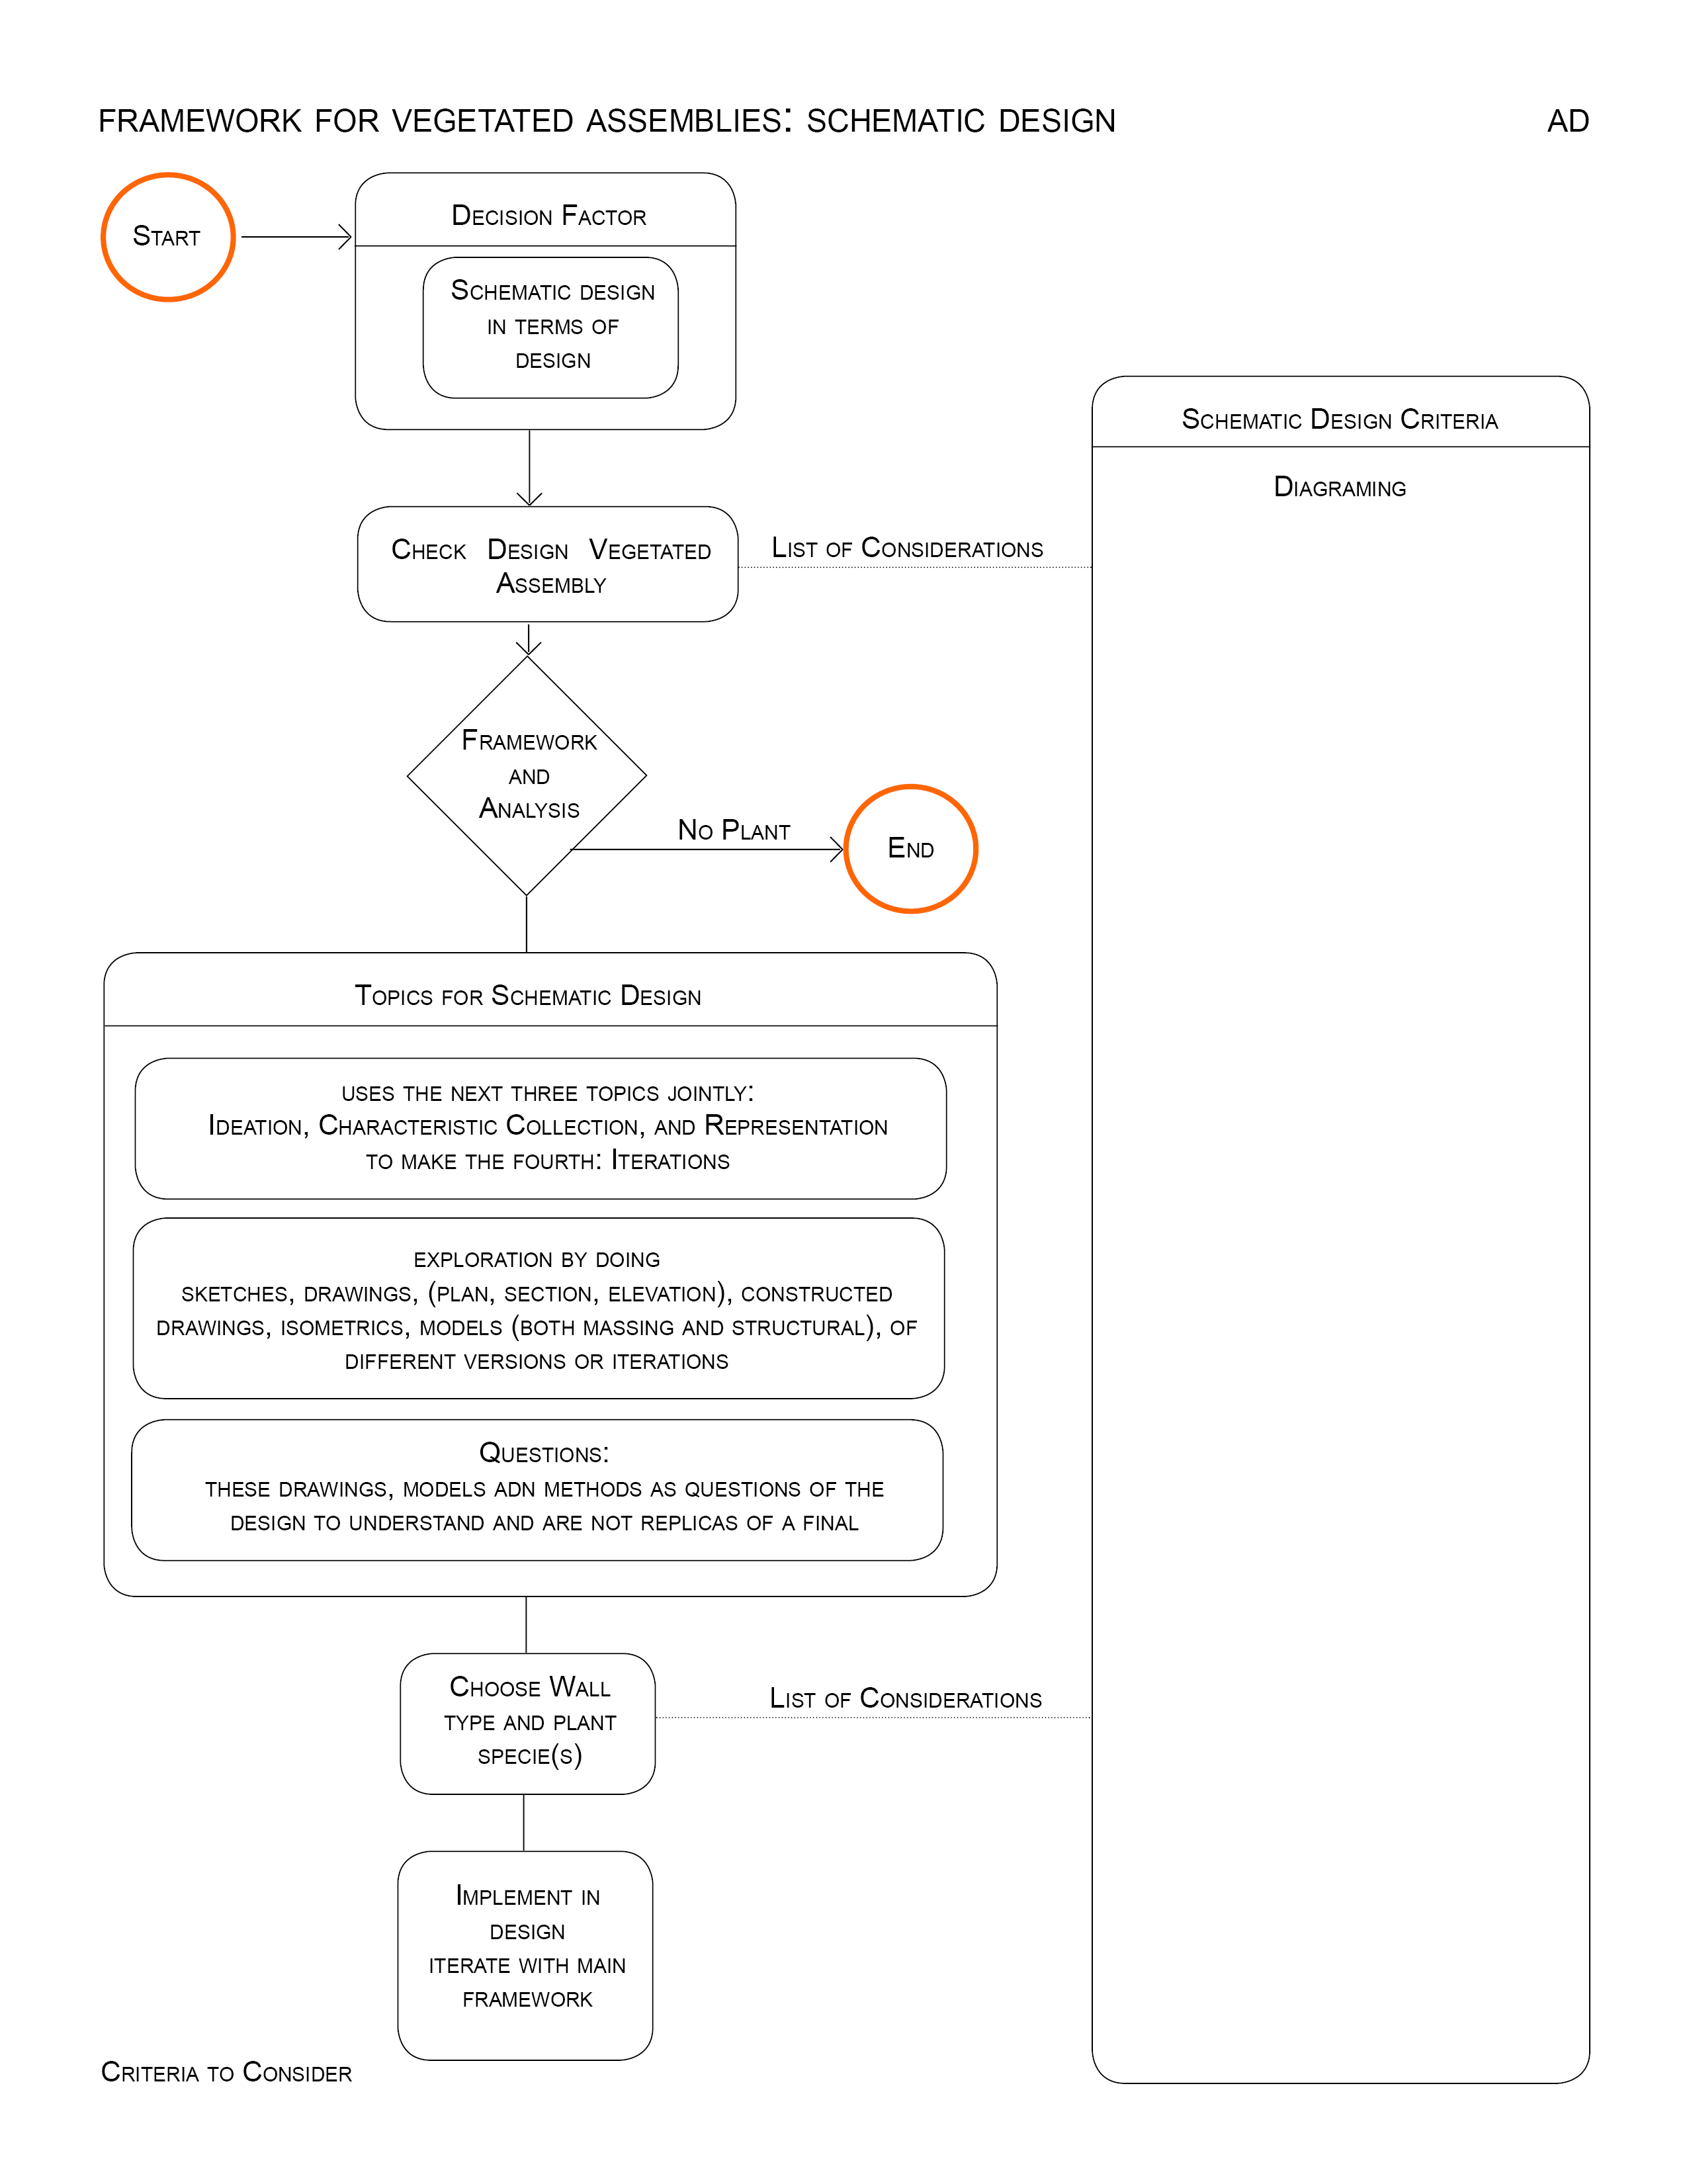 FRAMEWORK FOR VEGETATED ASSEMBLIES: SCHEMATIC DESIGN
AD
START
DECISION FACTOR
SCHEMATIC DESIGN
IN TERMS OF
DESIGN
SCHEMATIC DESIGN CRITERIA
DIAGRAMING
CHECK DESIGN VEGETATED
ASSEMBLY
LIST OF CONSIDERATIONS
FRAMEWORK
AND
ANALYSIS
NO PLANT
END
TOPICS FOR SCHEMATIC DESIGN
USES THE NEXT THREE TOPICS JOINTLY:
IDEATION, CHARACTERISTIC COLLECTION, AND REPRESENTATION
TO MAKE THE FOURTH: ITERATIONS
EXPLORATION BY DOING
SKETCHES, DRAWINGS, (PLAN, SECTION, ELEVATION), CONSTRUCTED
DRAWINGS, ISOMETRICS, MODELS (BOTH MASSING AND STRUCTURAL), OF
DIFFERENT VERSIONS OR ITERATIONS
QUESTIONS:
THESE DRAWINGS, MODELS ADN METHODS AS QUESTIONS OF THE
DESIGN TO UNDERSTAND AND ARE NOT REPLICAS OF A FINAL
CHOOSE WALL
TYPE AND PLANT
SPECIE(S)
LIST OF CONSIDERATIONS
IMPLEMENT IN
DESIGN
ITERATE WITH MAIN
FRAMEWORK
CRITERIA TO CONSIDER